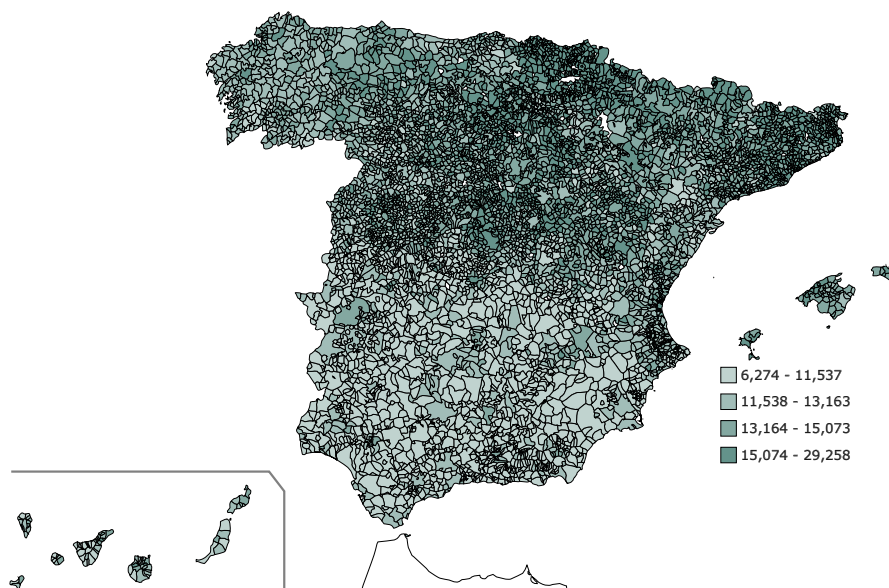 6,274 - 11,537
11,538 - 13,163
13,164 - 15,073
15,074 - 29,258